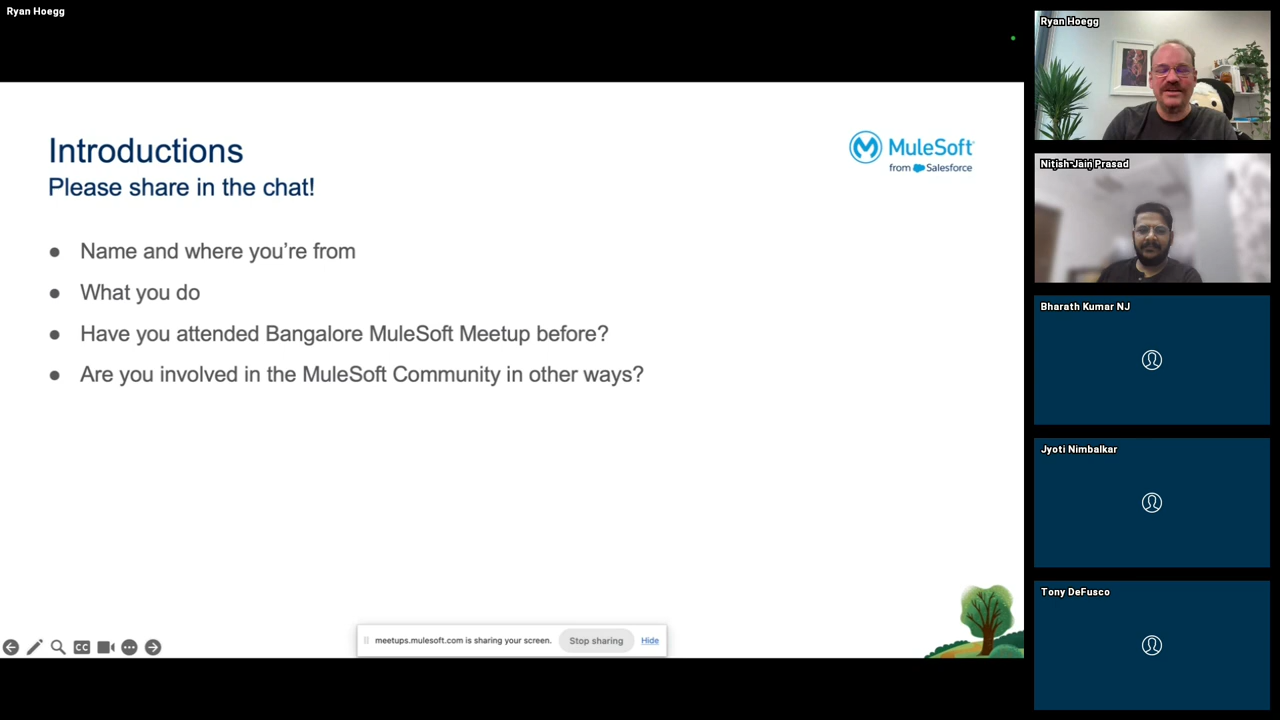 Ryan Hoegg
Introductions
Please share in the chat!
MuleSoft
from Salesforce
● Name and where you’re from
● What you do
● Have you attended Bangalore MuleSoft Meetup before?
● Are you involved in the MuleSoft Community in other ways?
CC
meetups.mulesoft.com is sharing your screen.
Stop sharing
Hide
Ryan Hoegg
Nitish Jain Prasad
Bharath Kumar NJ
Jyoti Nimbalkar
Tony DeFusco